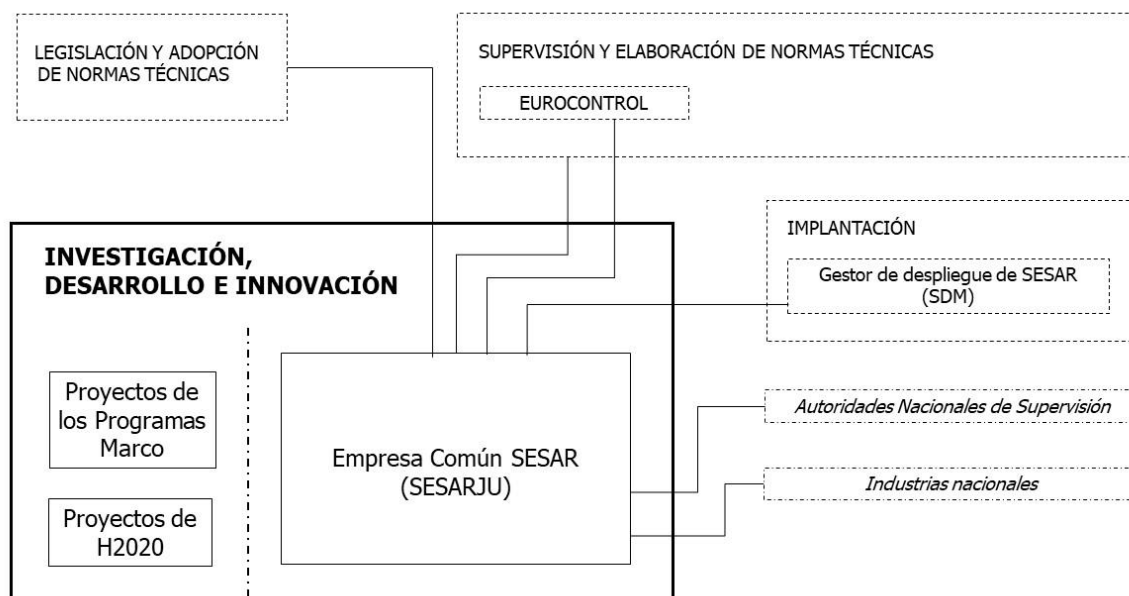 LEGISLACIÓN Y ADOPCIÓN
DE NORMAS TÉCNICAS
SUPERVISIÓN Y ELABORACIÓN DE NORMAS TÉCNICAS
EUROCONTROL
IMPLANTACIÓN
Gestor de despliegue de SESAR
(SDM)
INVESTIGACIÓN,
DESARROLLO E INNOVACIÓN
Proyectos de
los Programas
Marco
Proyectos de
H2020
Empresa Común SESAR
(SESARJU)
Autoridades Nacionales de Supervisión
Industrias nacionales